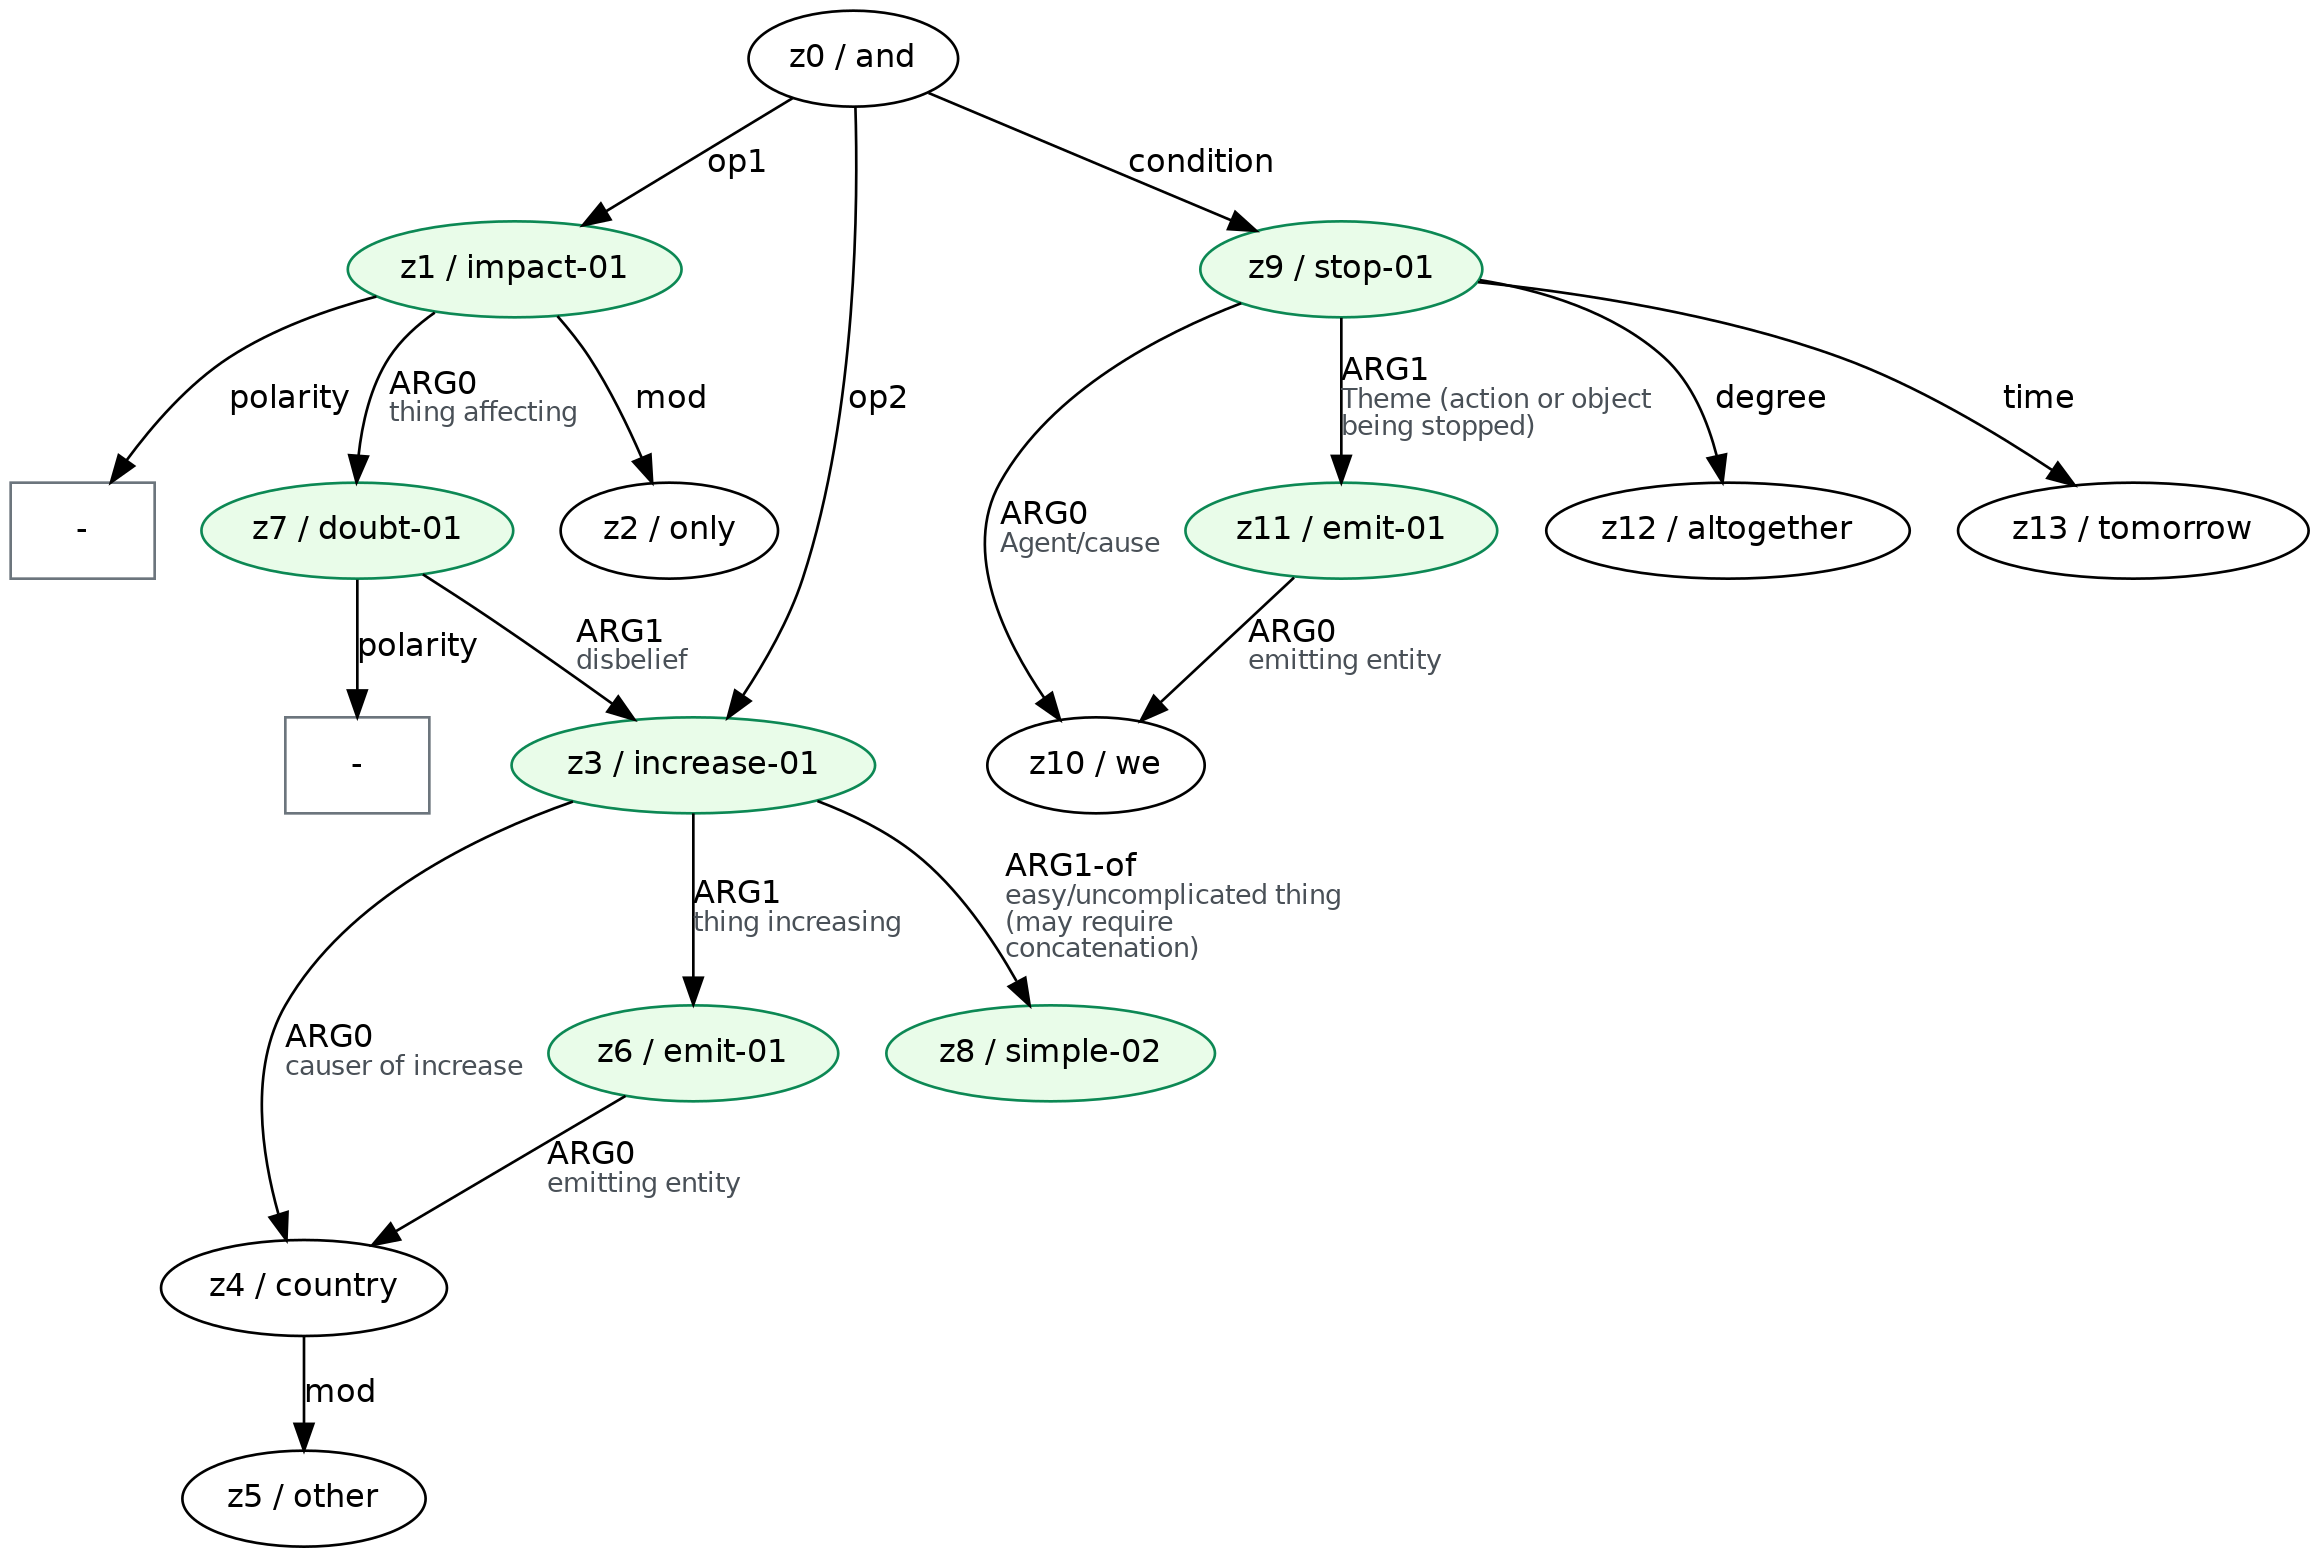 z0 / and
op1
condition
z1 / impact-01
z9 / stop-01
polarity
ARG0
thing affecting
mod
op2
ARG1
Theme (action or object
being stopped)
degree
time
-
z7 / doubt-01
z2 / only
ARG0
Agent/cause
z11 / emit-01
z12 / altogether
z13 / tomorrow
polarity
ARG1
disbelief
ARG0
emitting entity
-
z3 / increase-01
z10 / we
ARG0
causer of increase
ARG1
thing increasing
ARG1-of
easy/uncomplicated thing
(may require
concatenation)
z6 / emit-01
z8 / simple-02
ARG0
emitting entity
z4 / country
mod
z5 / other